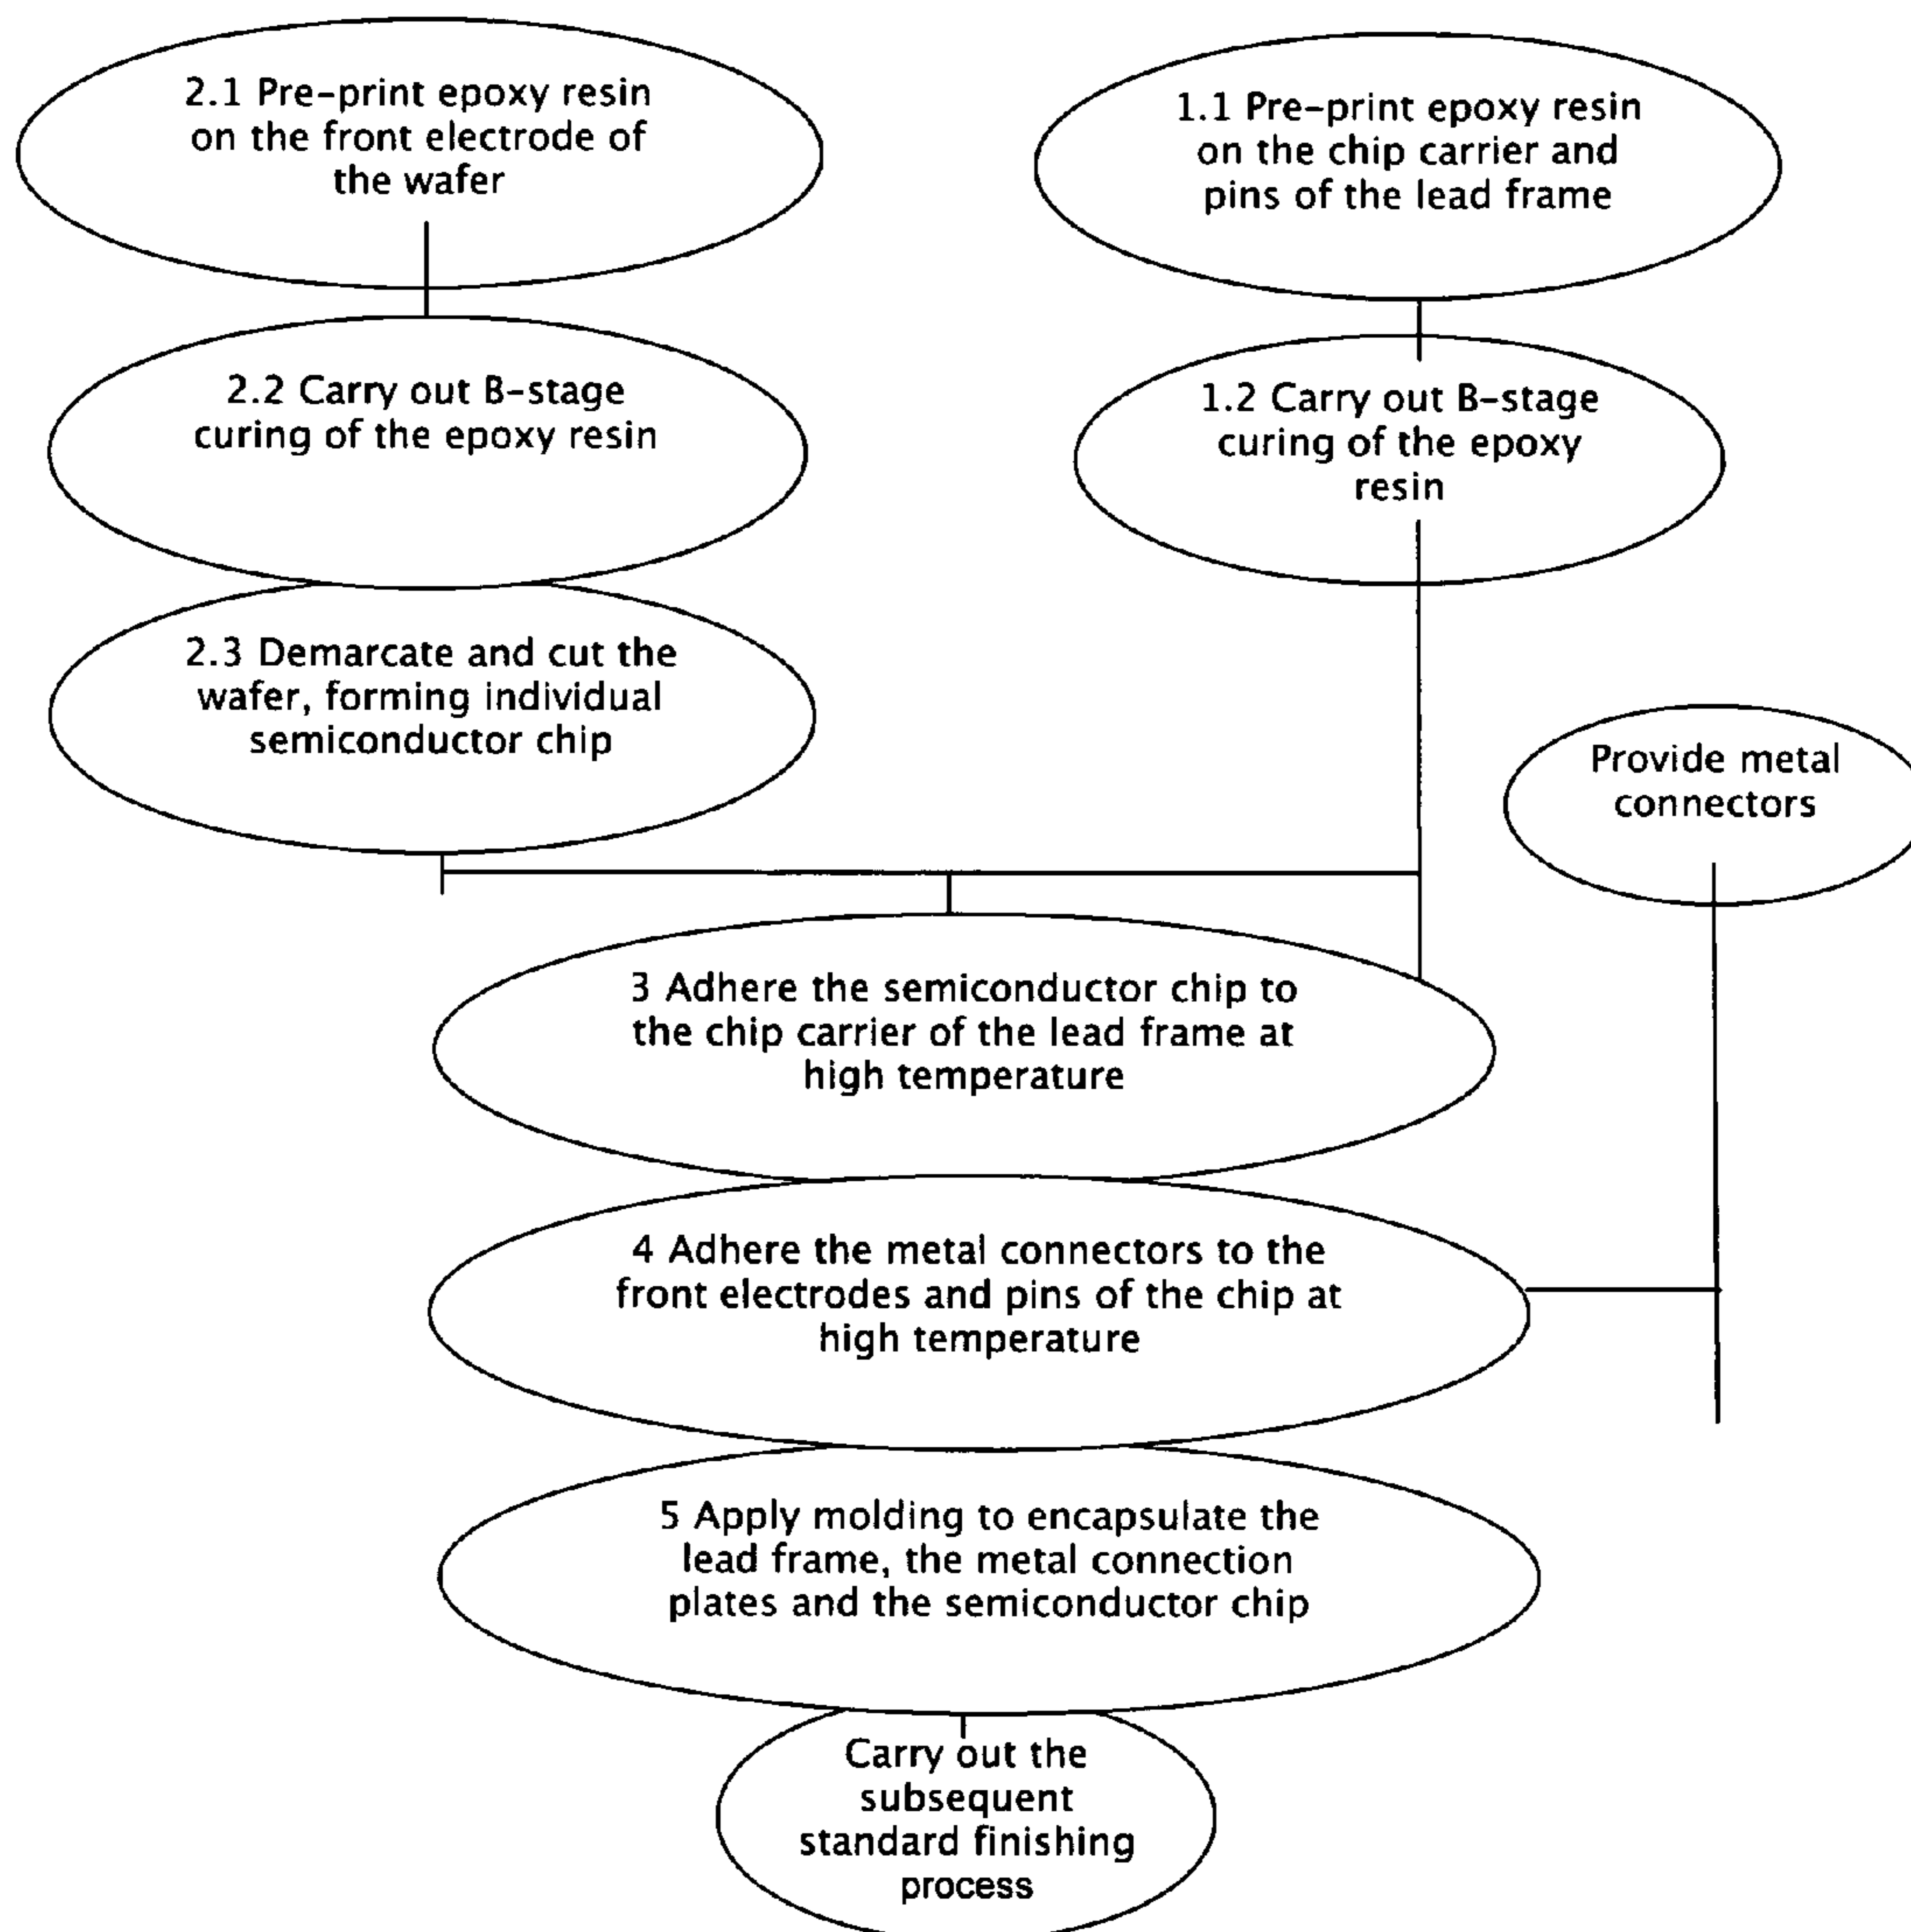 2.1 Pre-print epoxy resin
on the front electrode of
the wafer
1.1 Pre-print epoxy resin
on the chip carrier and
pins of the lead frame
2.2 Carry out B-stage
curing of the epoxy resin
1.2 Carry out B-stage
curing of the epoxy
resin
2.3 Demarcate and cut the
wafer, forming individual
semiconductor chip
Provide metal
connectors
3 Adhere the semiconductor chip to
the chip carrier of the lead frame at
high temperature
4 Adhere the metal connectors to the
front electrodes and pins of the chip at
high temperature
5 Apply molding to encapsulate the
lead frame, the metal connection
plates and the semiconductor chip
Carry out the
subsequent
standard finishing
process